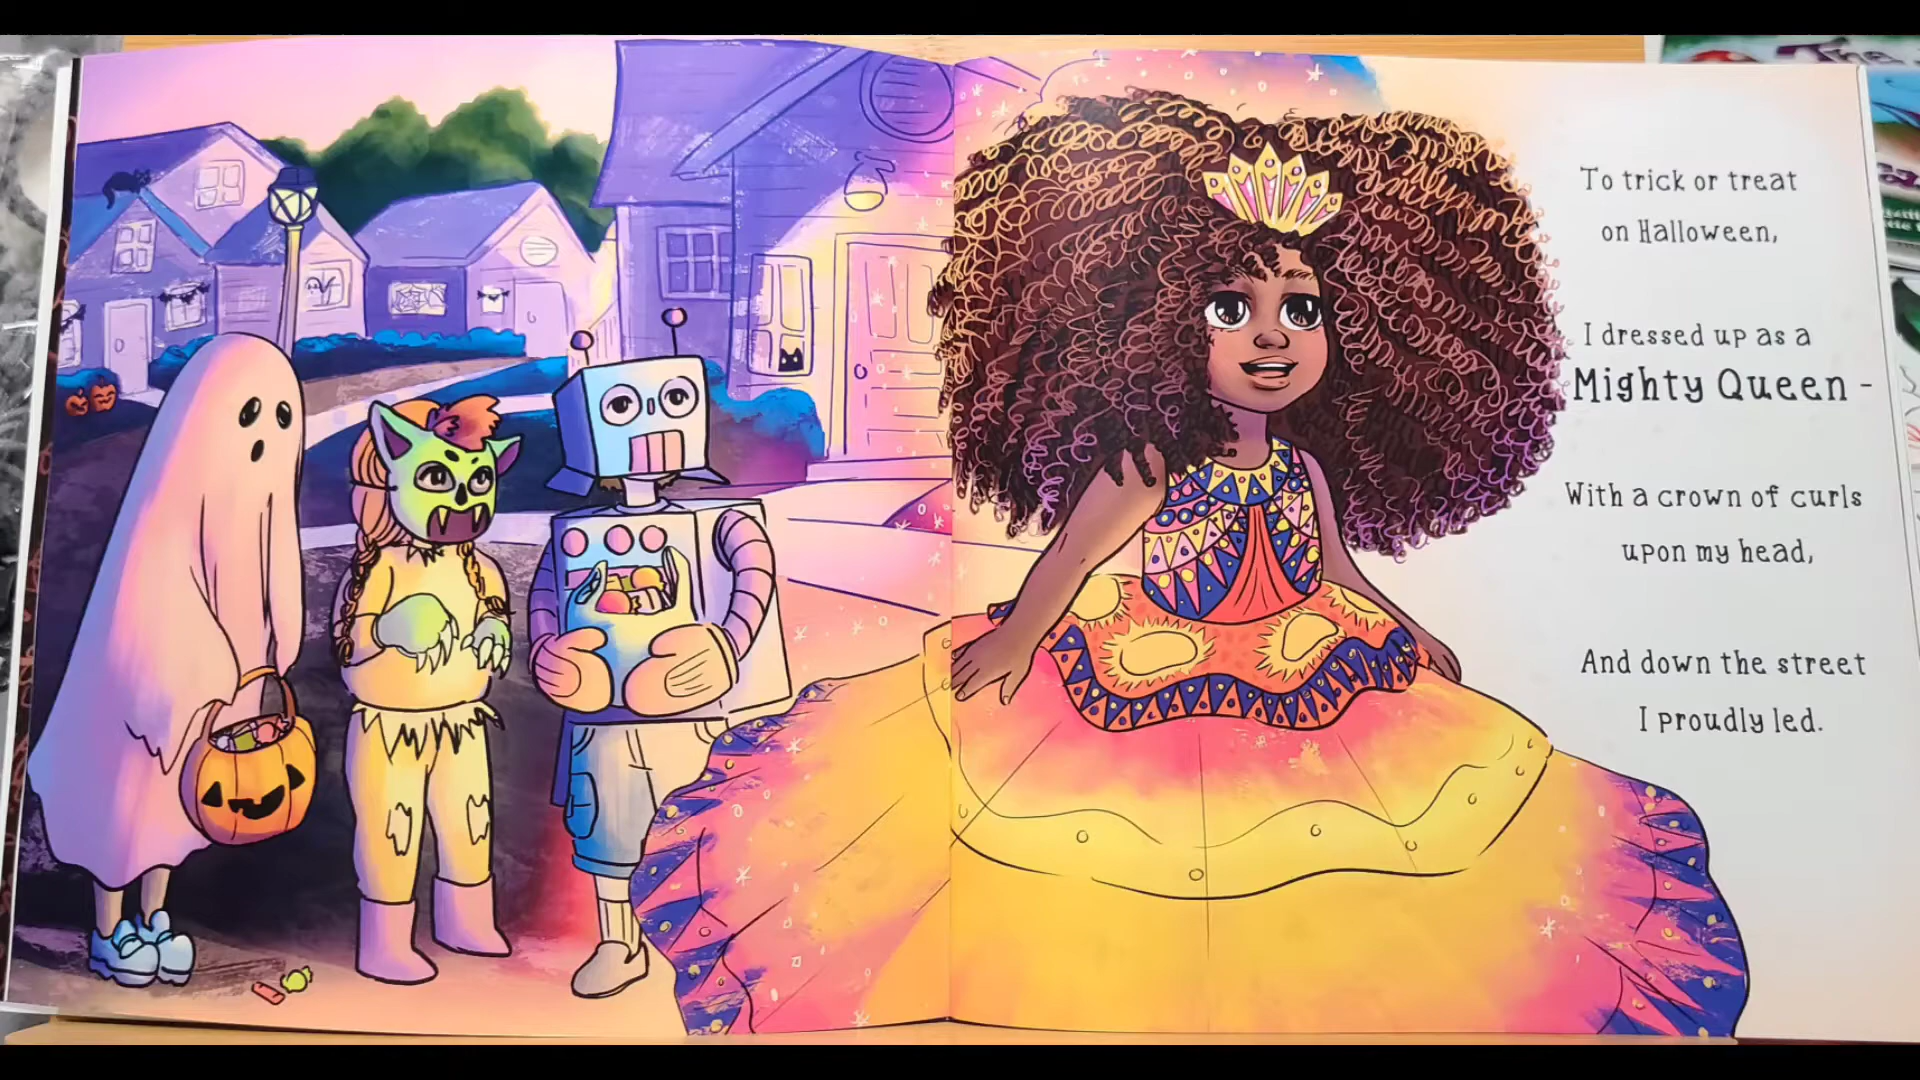 To trick or treat
on Halloween,
I dressed up as a
Mighty Queen -
With a crown of curls
upon my head,
And down the street
I proudly led.